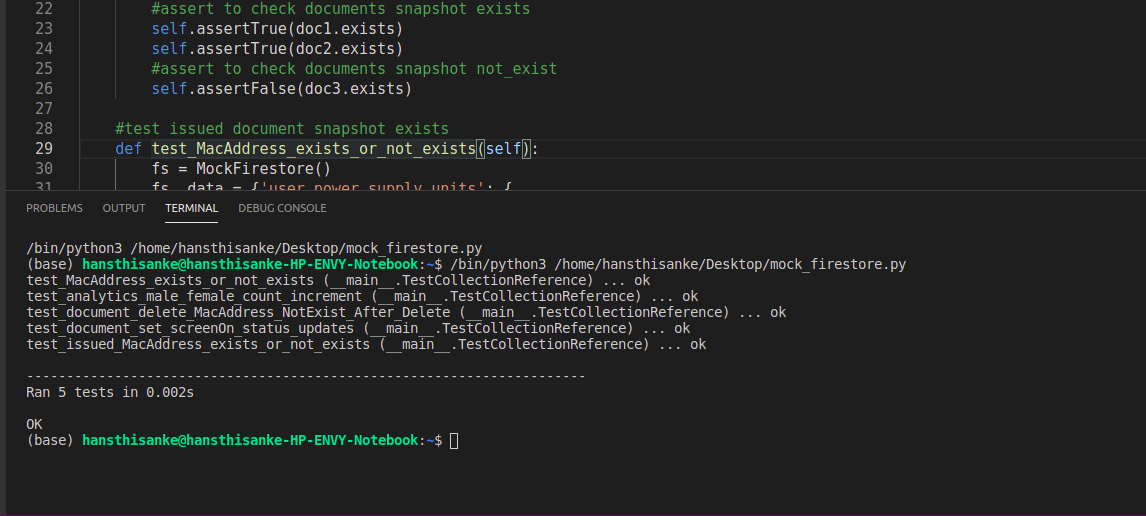 22 #assert to check documents snapshot exists
23 self.assertTrue(doc1.exists)
24 self.assertTrue(doc2.exists)
25 #assert to check documents snapshot not_exist
26 self.assertFalse(doc3.exists)
27
28 #test issued document snapshot exists
29 def test_MacAddress_exists_or_not_exists(self):
30 fs = MockFirestore()
31 fs._data = {'user_power_supply_units': {
PROBLEMS OUTPUT TERMINAL DEBUG CONSOLE
/bin/python3 /home/hansthisanke/Desktop/mock_firestore.py
(base) hansthisanke@hansthisanke-HP-ENVY-Notebook:~$ /bin/python3 /home/hansthisanke/Desktop/mock_firestore.py
test_MacAddress_exists_or_not_exists (__main__.TestCollectionReference) ... ok
test_analytics_male_female_count_increment (__main__.TestCollectionReference) ... ok
test_document_delete_MacAddress_NotExist_After_Delete (__main__.TestCollectionReference) ... ok
test_document_set_screenOn_status_updates (__main__.TestCollectionReference) ... ok
test_issued_MacAddress_exists_or_not_exists (__main__.TestCollectionReference) ... ok
----------------------------------------------------------------------
Ran 5 tests in 0.002s
OK
(base) hansthisanke@hansthisanke-HP-ENVY-Notebook:~$